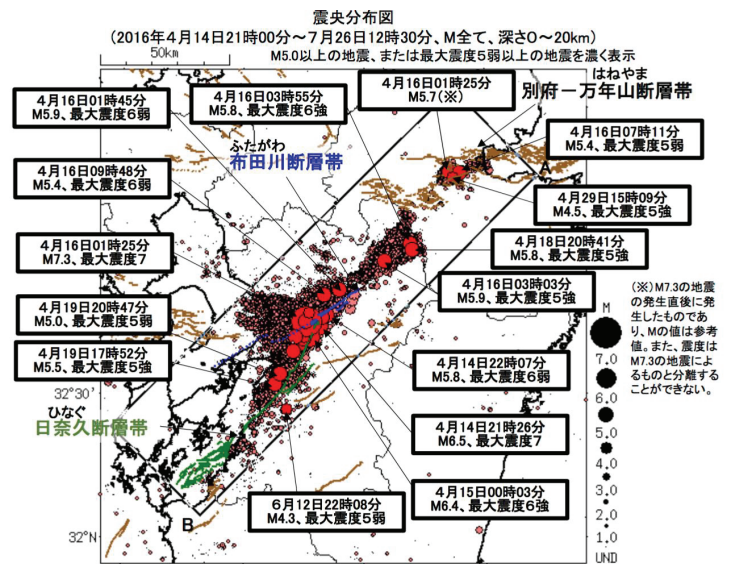 震央分布図
(2016年4月14日21時00分～7月26日12時30分、M全て、深さ0～20km)
50km
M5.0以上の地震、または最大震度5弱以上の地震を濃く表示
4月16日01時45分
M5.9、最大震度6弱
4月16日03時55分
M5.8、最大震度6強
4月16日01時25分
M5.7(※)
はねやま
別府－万年山断層帯
4月16日07時11分
M5.4、最大震度5弱
A
4月16日09時48分
M5.4、最大震度6弱
ふたがわ
布田川断層帯
4月29日15時09分
M4.5、最大震度5強
4月16日01時25分
M7.3、最大震度7
4月18日20時41分
M5.8、最大震度5強
4月16日03時03分
M5.9、最大震度5強
4月19日20時47分
M5.0、最大震度5弱
4月19日17時52分
M5.5、最大震度5強
4月14日22時07分
M5.8、最大震度6弱
32°30′
ひなぐ
日奈久断層帯
4月14日21時26分
M6.5、最大震度7
4月15日00時03分
M6.4、最大震度6強
6月12日22時08分
M4.3、最大震度5弱
B
32°N
(※)M7.3の地震
の発生直後に発
生したものであ
り、Mの値は参考
値。また、震度は
M7.3の地震によ
るものと分離する
ことができない。
M
7.0
6.0
5.0
4.0
3.0
2.0
1.0
UND